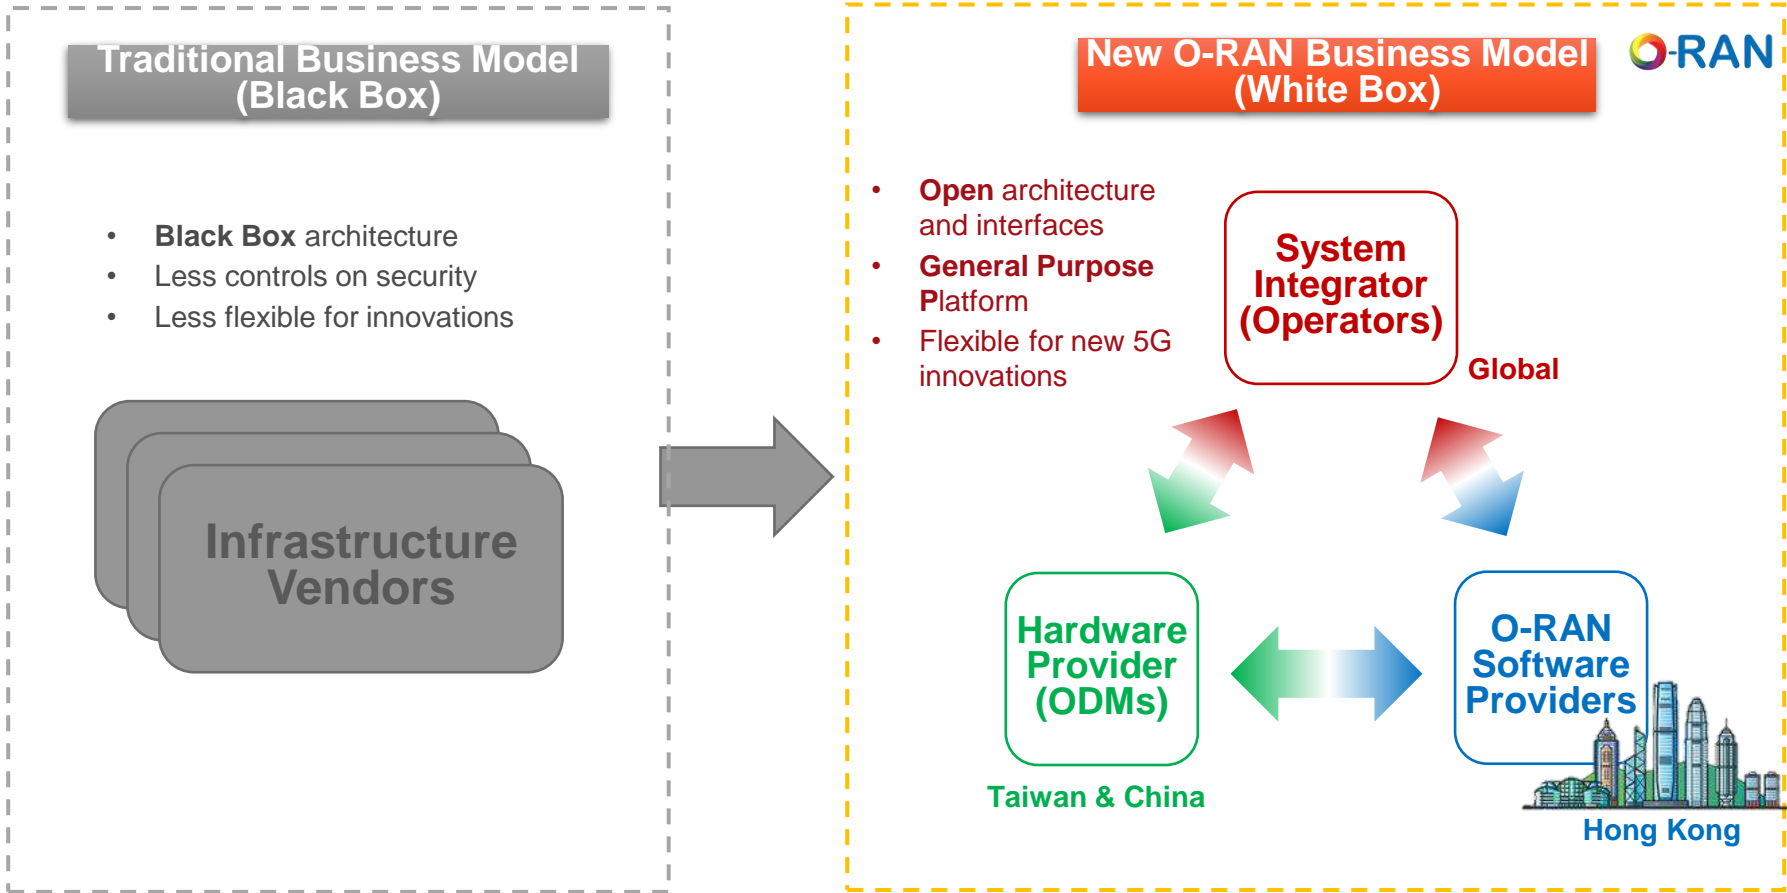 Traditional Business Model
(Black Box)
• Black Box architecture
• Less controls on security
• Less flexible for innovations
Infrastructure
Vendors
New O-RAN Business Model
(White Box)
O-RAN
• Open architecture
and interfaces
• General Purpose
Platform
• Flexible for new 5G
innovations
System
Integrator
(Operators)
Global
Hardware
Provider
(ODMs)
Taiwan & China
O-RAN
Software
Providers
Hong Kong